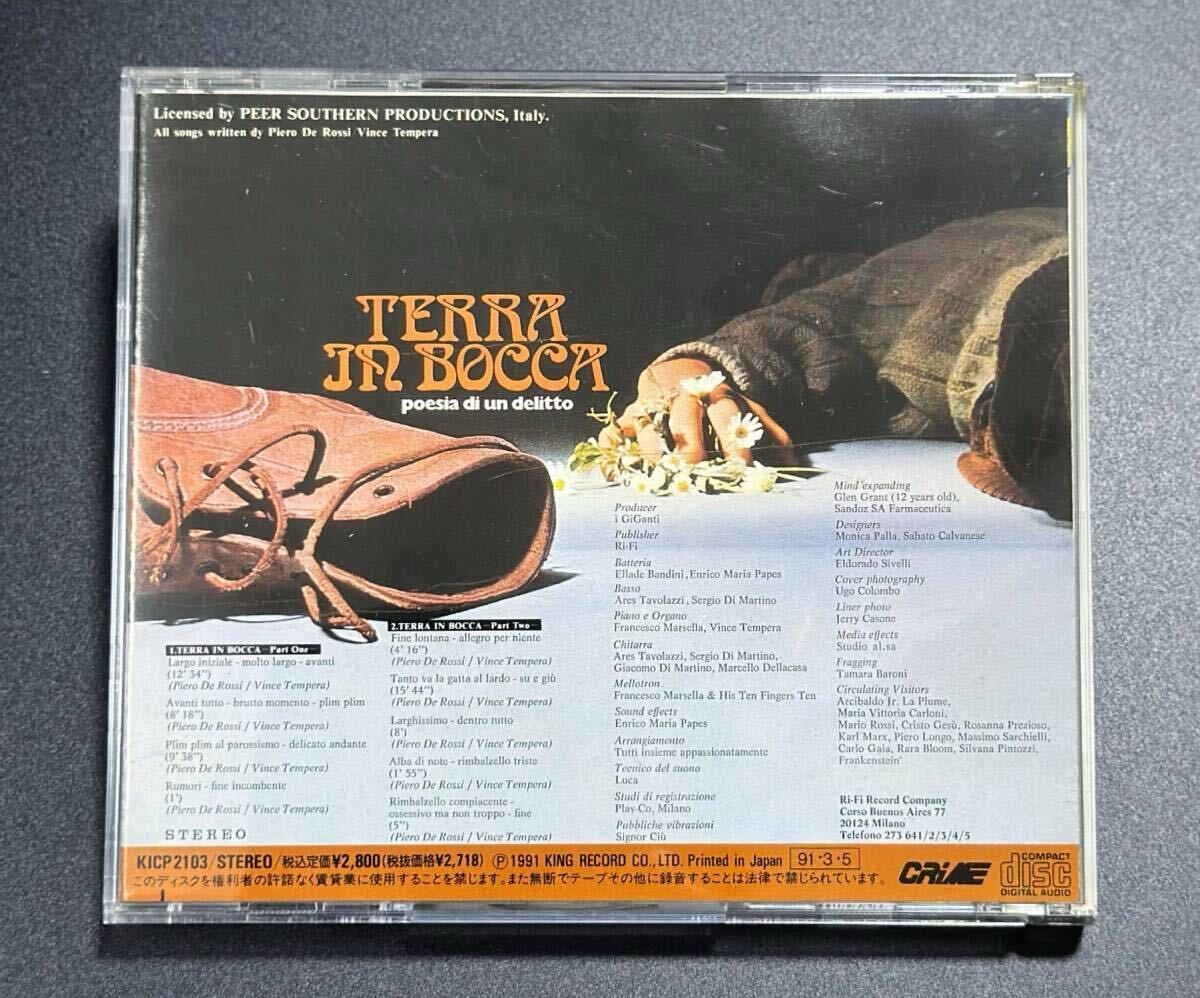 Licensed by PEER SOUTHERN PRODUCTIONS, Italy.
All songs written dy Piero De Rossi/Vince Tempera
TERRA
IN BOCCA
poesia di un delitto
1.TERRA IN BOCCA—Part One—
Largo iniziale - molto largo - avanti
(12' 34")
(Piero De Rossi / Vince Tempera)
Avanti tutto - brutto momento - plim plim
(8' 18")
(Piero De Rossi / Vince Tempera)
Plim plim al parossismo - delicato andante
(9' 38")
(Piero De Rossi / Vince Tempera)
Rumori - fine incombente
(1')
(Piero De Rossi / Vince Tempera)
STEREO
2.TERRA IN BOCCA—Part Two—
Fine lontana - allegro per niente
(4' 16")
(Piero De Rossi / Vince Tempera)
Tanto va la gatta al lardo - su e giù
(15' 44")
(Piero De Rossi / Vince Tempera)
Larghissimo - dentro tutto
(8')
(Piero De Rossi / Vince Tempera)
Alba di note - rimbalzello triste
(1' 55")
(Piero De Rossi / Vince Tempera)
Rimbalzello compiacente -
ossessivo ma non troppo - fine
(5")
(Piero De Rossi / Vince Tempera)
Producer
i GiGanti
Publisher
Ri-Fi
Batteria
Ellade Bandini, Enrico Maria Papes
Basso
Ares Tavolazzi, Sergio Di Martino
Piano e Organo
Francesco Marsella, Vince Tempera
Chitarra
Ares Tavolazzi, Sergio Di Martino,
Giacomo Di Martino, Marcello Dellacasa
Mellotron
Francesco Marsella & His Ten Fingers Ten
Sound effects
Enrico Maria Papes
Arrangiamento
Tutti insieme appassionatamente
Tecnico del suono
Luca
Studi di registrazione
Play-Co, Milano
Pubbliche vibrazioni
Signor Ciù
Mind expanding
Glen Grant (12 years old),
Sandoz SA Farmaceutica
Designers
Monica Palla, Sabato Calvanese
Art Director
Eldorado Sivelli
Cover photography
Ugo Colombo
Liner photo
Jerry Casone
Media effects
Studio al.sa
Fragging
Tamara Baroni
Circulating Visitors
Arcibaldo Jr. La Plume,
Maria Vittoria Carloni,
Mario Rossi, Cristo Gesù, Rosanna Prezioso,
Karl Marx, Piero Longo, Massimo Sarchielli,
Carlo Gaia, Rara Bloom, Silvana Pintozzi,
Frankenstein
Ri-Fi Record Company
Corso Buenos Aires 77
20124 Milano
Telefono 273 641/2/3/4/5
KICP 2103/STEREO/税込定価¥2,800(税抜価格¥2,718) Ⓟ1991 KING RECORD CO.,LTD. Printed in Japan 91・3・5
このディスクを権利者の許諾なく賃貸業に使用することを禁じます。また無断でテープその他に録音することは法律で禁じられています。
CRiME
COMPACT
disc
DIGITAL AUDIO